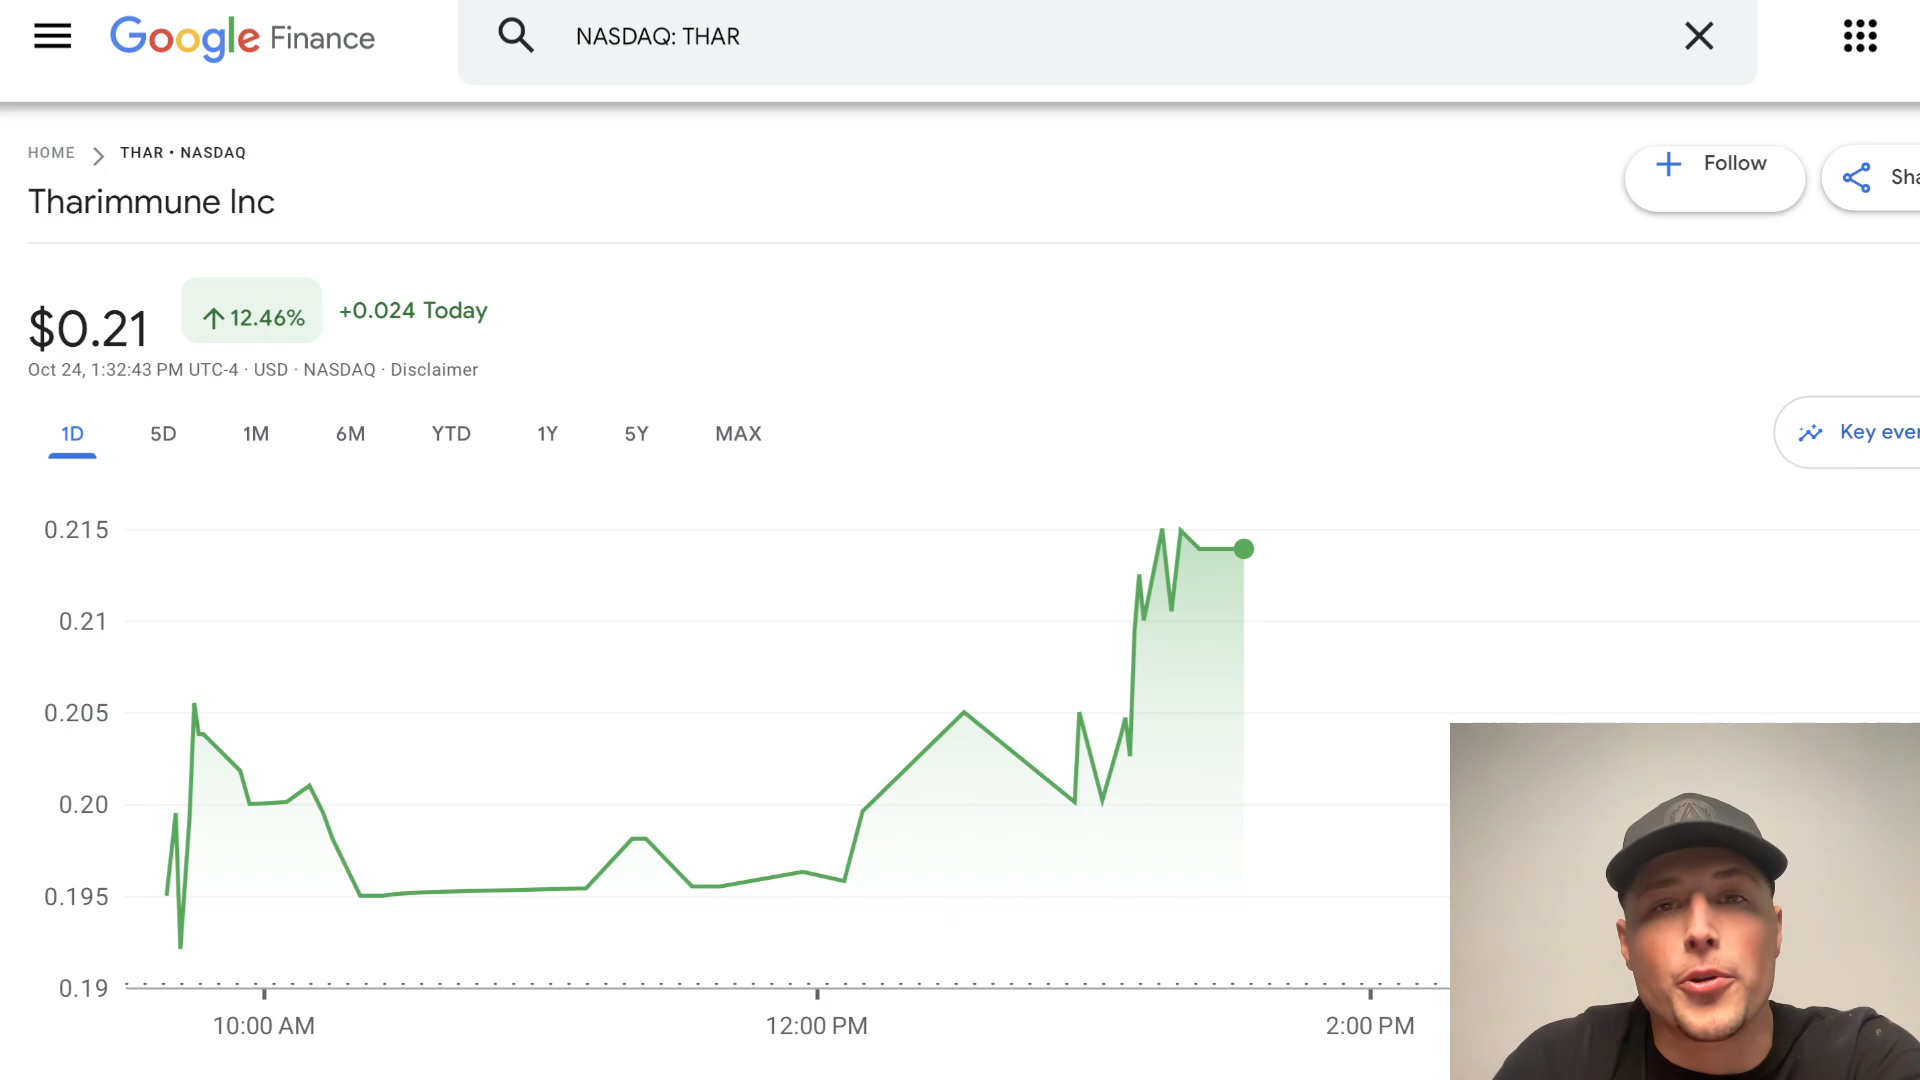 Google Finance
NASDAQ: THAR
HOME
THAR • NASDAQ
Tharimmune Inc
Follow
Sha
$0.21
12.46%
+0.024 Today
Oct 24, 1:32:43 PM UTC-4 · USD · NASDAQ · Disclaimer
1D 5D 1M 6M YTD 1Y 5Y MAX
Key even
0.215
0.21
0.205
0.20
0.195
0.19
10:00 AM 12:00 PM 2:00 PM